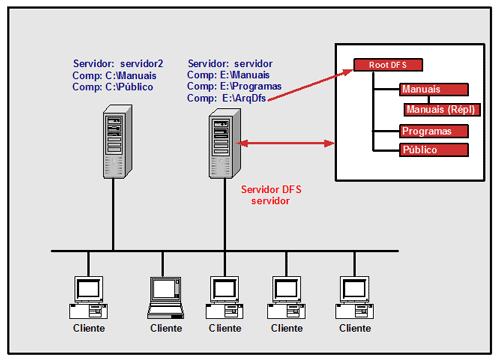 Servidor: servidor2
Comp: C:\Manuais
Comp: C:\Público
Servidor: servidor
Comp: E:\Manuais
Comp: E:\Programas
Comp: E:\ArqDfs
Root DFS
Manuais
Manuais (Répl)
Programas
Público
Servidor DFS
servidor
Cliente
Cliente
Cliente
Cliente
Cliente